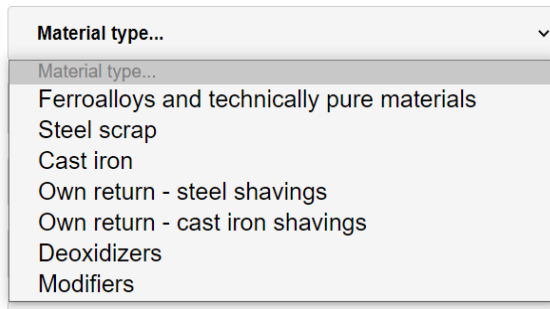 Material type...
Material type...
Ferroalloys and technically pure materials
Steel scrap
Cast iron
Own return - steel shavings
Own return - cast iron shavings
Deoxidizers
Modifiers